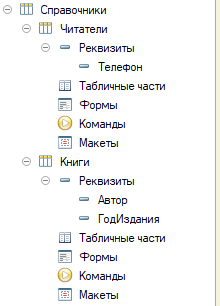 Справочники
Читатели
Реквизиты
Телефон
Табличные части
Формы
Команды
Макеты
Книги
Реквизиты
Автор
ГодИздания
Табличные части
Формы
Команды
Макеты